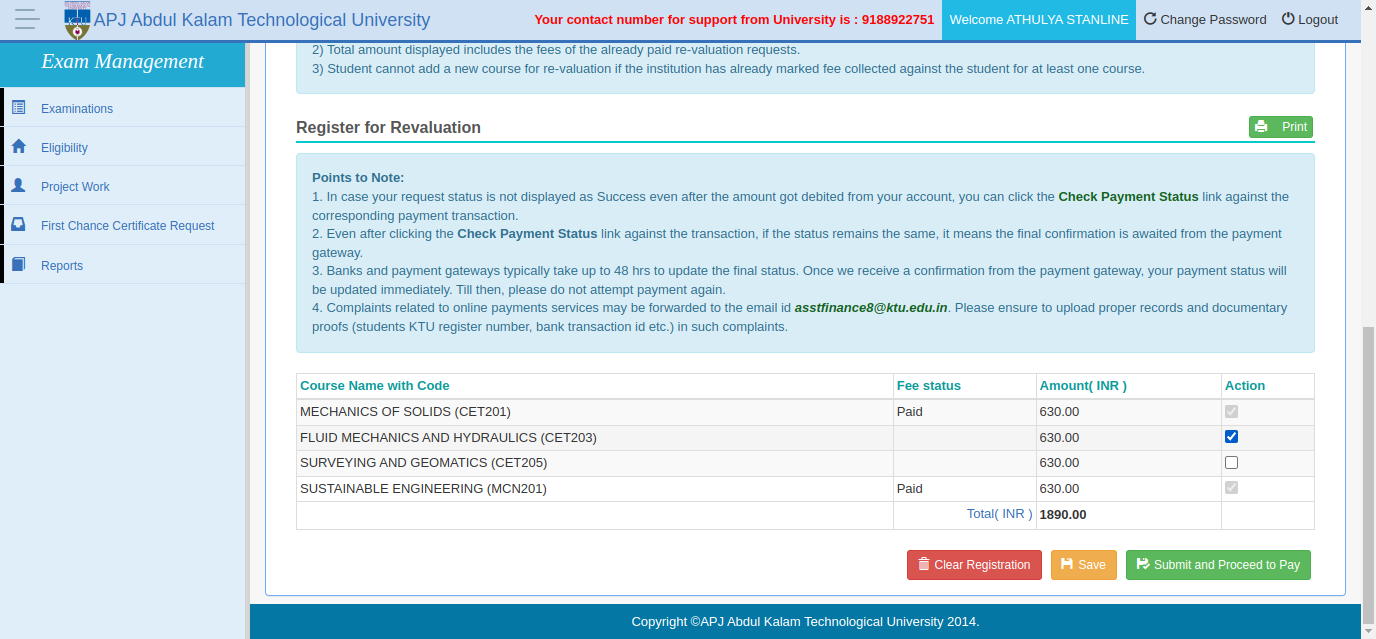 APJ Abdul Kalam Technological University
Your contact number for support from University is : 9188922751
Welcome ATHULYA STANLINE
Change Password
Logout
Exam Management
Examinations
Eligibility
Project Work
First Chance Certificate Request
Reports
2) Total amount displayed includes the fees of the already paid re-valuation requests.
3) Student cannot add a new course for re-valuation if the institution has already marked fee collected against the student for at least one course.
Register for Revaluation
Print
Points to Note:
1. In case your request status is not displayed as Success even after the amount got debited from your account, you can click the Check Payment Status link against the
corresponding payment transaction.
2. Even after clicking the Check Payment Status link against the transaction, if the status remains the same, it means the final confirmation is awaited from the payment
gateway.
3. Banks and payment gateways typically take up to 48 hrs to update the final status. Once we receive a confirmation from the payment gateway, your payment status will
be updated immediately. Till then, please do not attempt payment again.
4. Complaints related to online payments services may be forwarded to the email id asstfinance8@ktu.edu.in. Please ensure to upload proper records and documentary
proofs (students KTU register number, bank transaction id etc.) in such complaints.
Course Name with Code Fee status Amount( INR ) Action
MECHANICS OF SOLIDS (CET201) Paid 630.00
FLUID MECHANICS AND HYDRAULICS (CET203) 630.00
SURVEYING AND GEOMATICS (CET205) 630.00
SUSTAINABLE ENGINEERING (MCN201) Paid 630.00
Total( INR ) 1890.00
Clear Registration Save Submit and Proceed to Pay
Copyright ©APJ Abdul Kalam Technological University 2014.